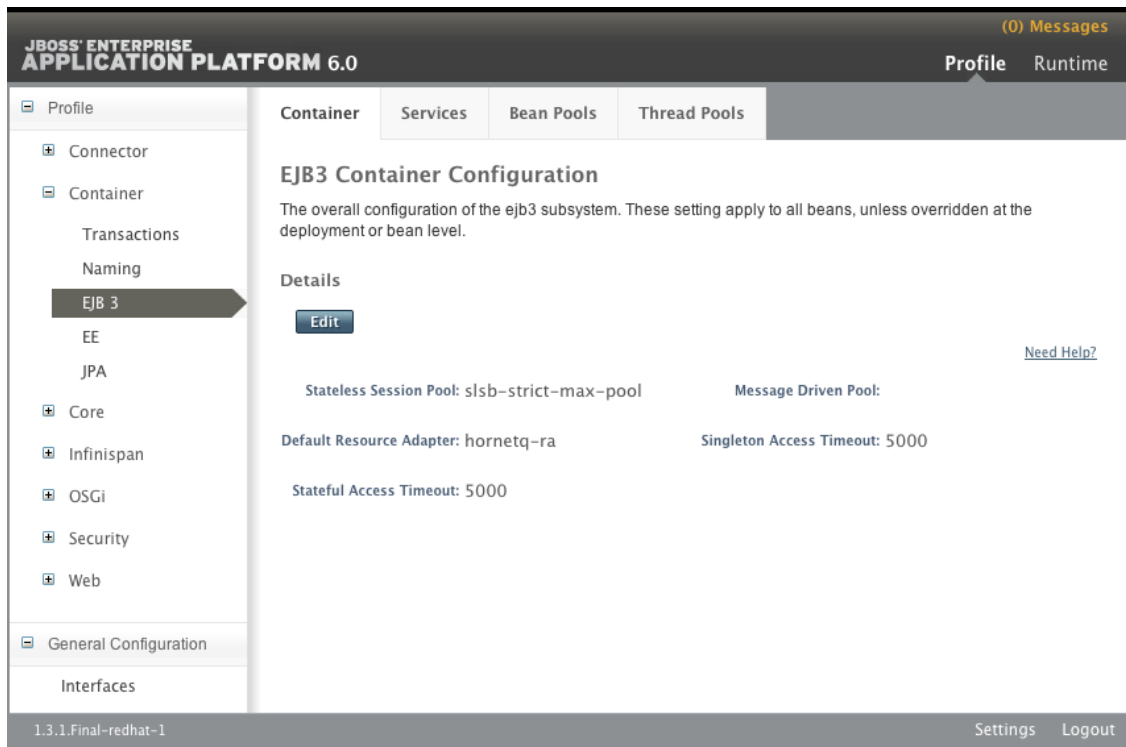 (0) Messages
JBOSS' ENTERPRISE
APPLICATION PLATFORM 6.0
Profile Runtime
Profile
Connector
Container
Transactions
Naming
EJB 3
EE
JPA
Core
Infinispan
OSGi
Security
Web
General Configuration
Interfaces
Container Services Bean Pools Thread Pools
EJB3 Container Configuration
The overall configuration of the ejb3 subsystem. These setting apply to all beans, unless overridden at the
deployment or bean level.
Details
Edit
Need Help?
Stateless Session Pool: slsb-strict-max-pool Message Driven Pool:
Default Resource Adapter: hornetq-ra Singleton Access Timeout: 5000
Stateful Access Timeout: 5000
1.3.1.Final-redhat-1 Settings Logout